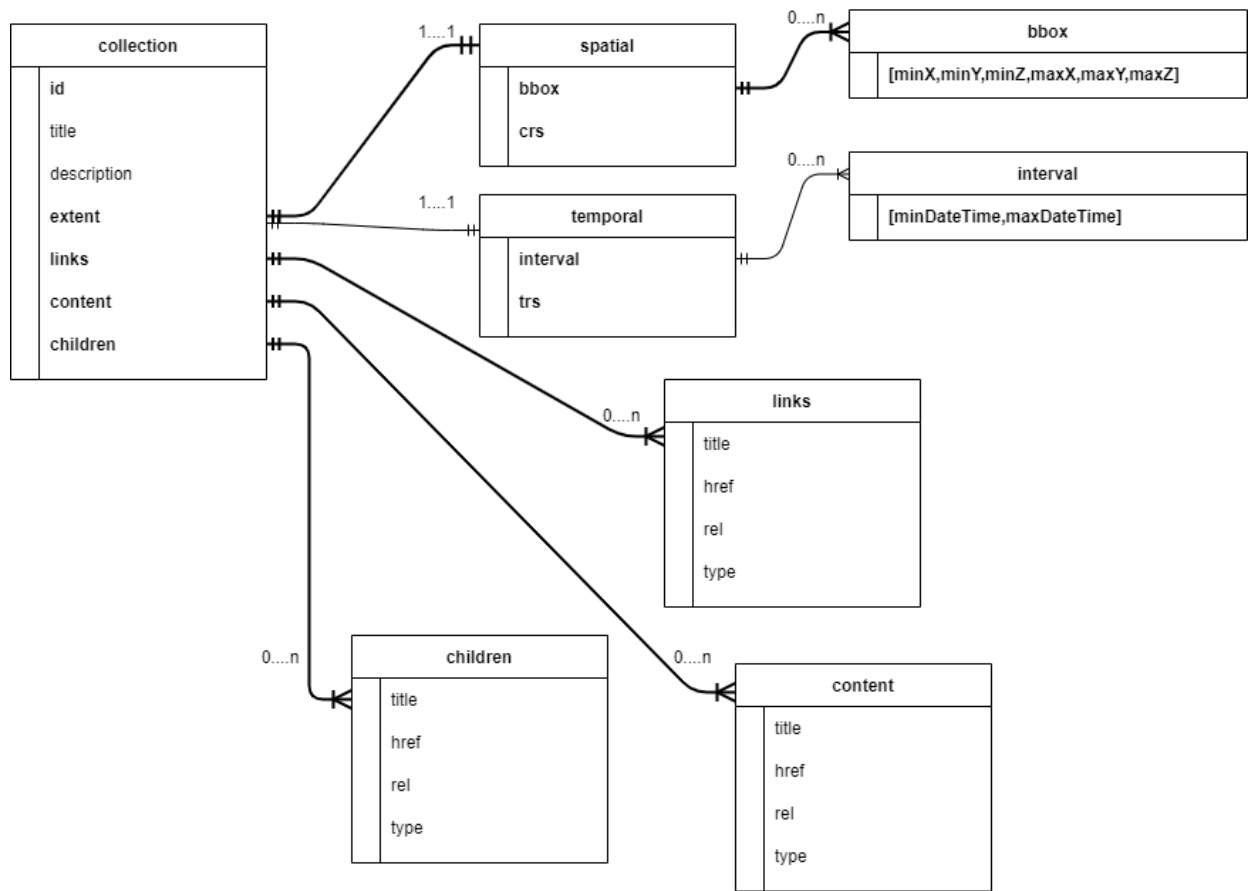 collection
id
title
description
extent
links
content
children
1....1
spatial
bbox
crs
0....n
bbox
[minX,minY,minZ,maxX,maxY,maxZ]
1....1
temporal
interval
trs
0....n
interval
[minDateTime,maxDateTime]
0....n
links
title
href
rel
type
0....n
children
title
href
rel
type
0....n
content
title
href
rel
type